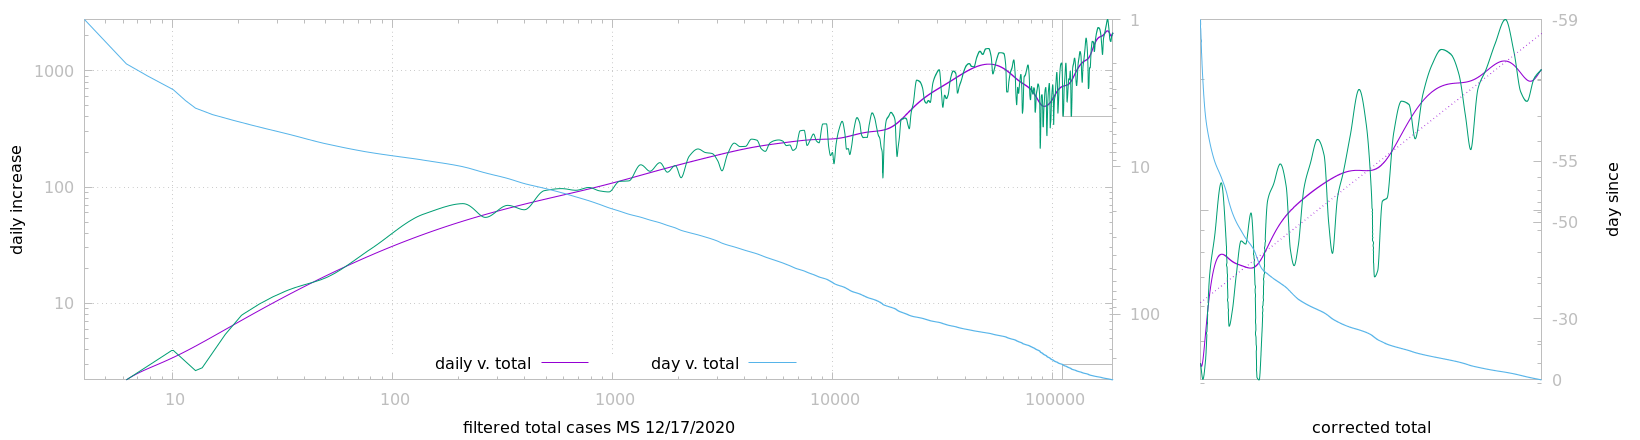 daily increase
1000
100
10
daily v. total
day v. total
1
10
100
10
100
1000
10000
100000
filtered total cases MS 12/17/2020
-59
-55
-50
-30
0
day since
corrected total